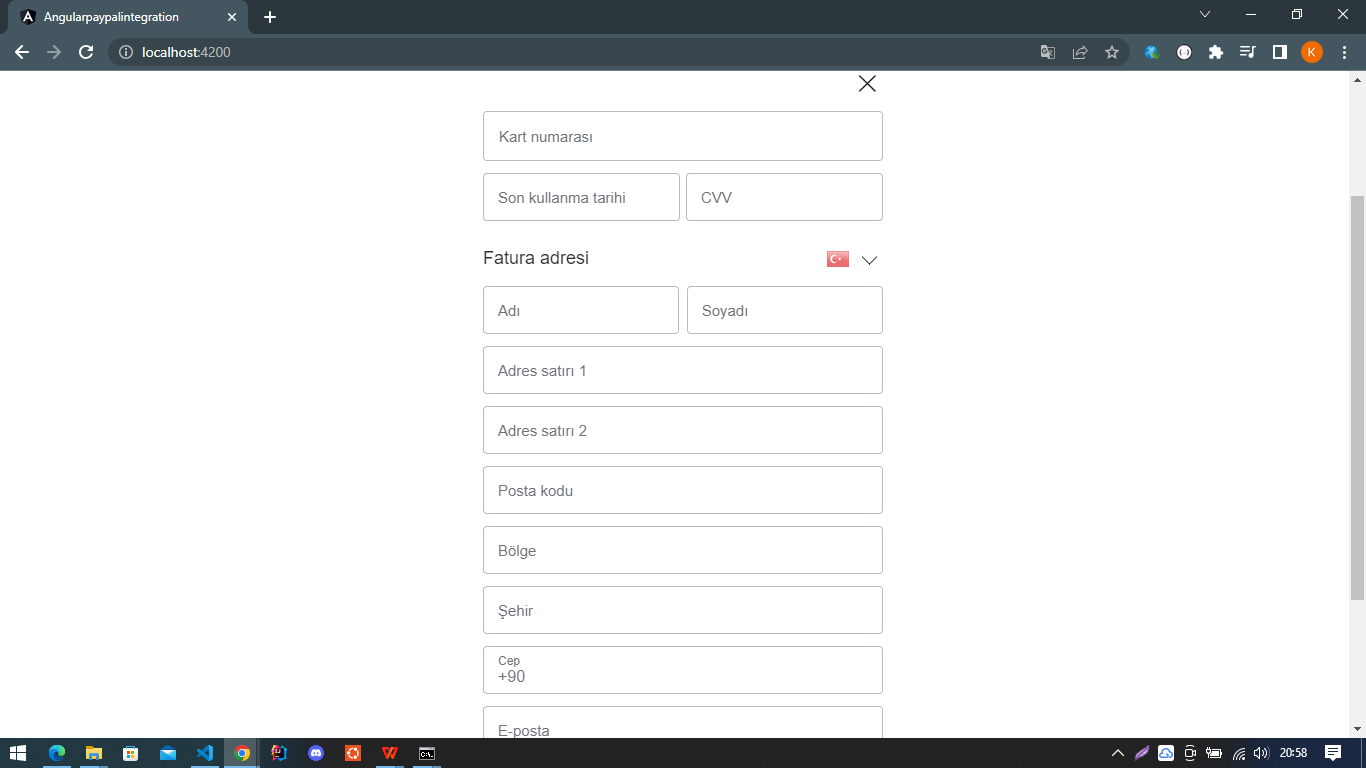 Angularpaypalintegration
localhost:4200
K
Kart numarası
Son kullanma tarihi
CVV
Fatura adresi
Adı
Soyadı
Adres satırı 1
Adres satırı 2
Posta kodu
Bölge
Şehir
Cep
+90
E-posta
20:58